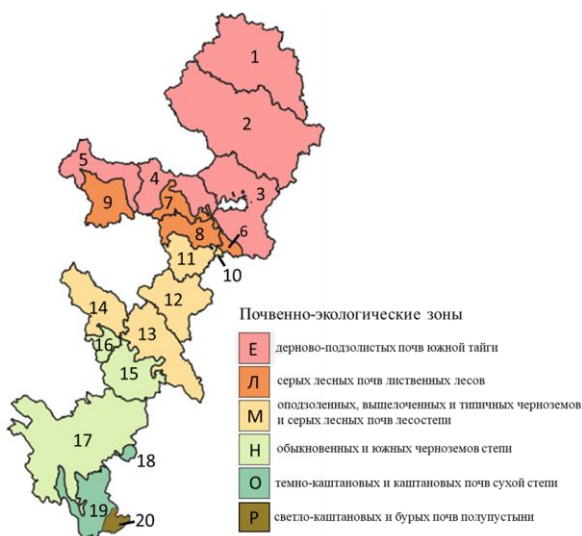 1
2
5
4
3
9
7
8
6
11
10
12
14
13
16
15
17
18
19
20
Почвенно-экологические зоны
Е дерново-подзолистых почв южной тайги
Л серых лесных почв лиственных лесов
М оподзоленных, выщелоченных и типичных черноземов
и серых лесных почв лесостепи
Н обыкновенных и южных черноземов степи
О темно-каштановых и каштановых почв сухой степи
Р светло-каштановых и бурых почв полупустыни